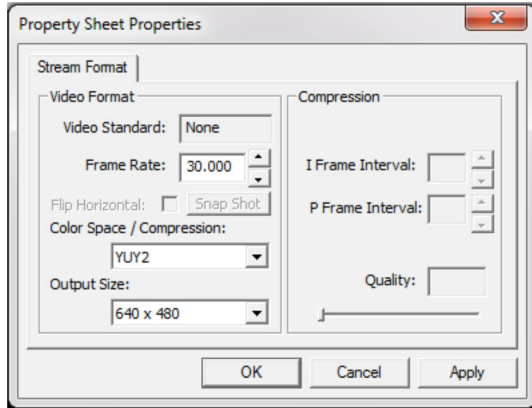 Property Sheet Properties
Stream Format
Video Format
Video Standard: None
Frame Rate: 30.000
Flip Horizontal: Snap Shot
Color Space / Compression:
YUY2
Output Size:
640 x 480
Compression
I Frame Interval:
P Frame Interval:
Quality:
OK Cancel Apply